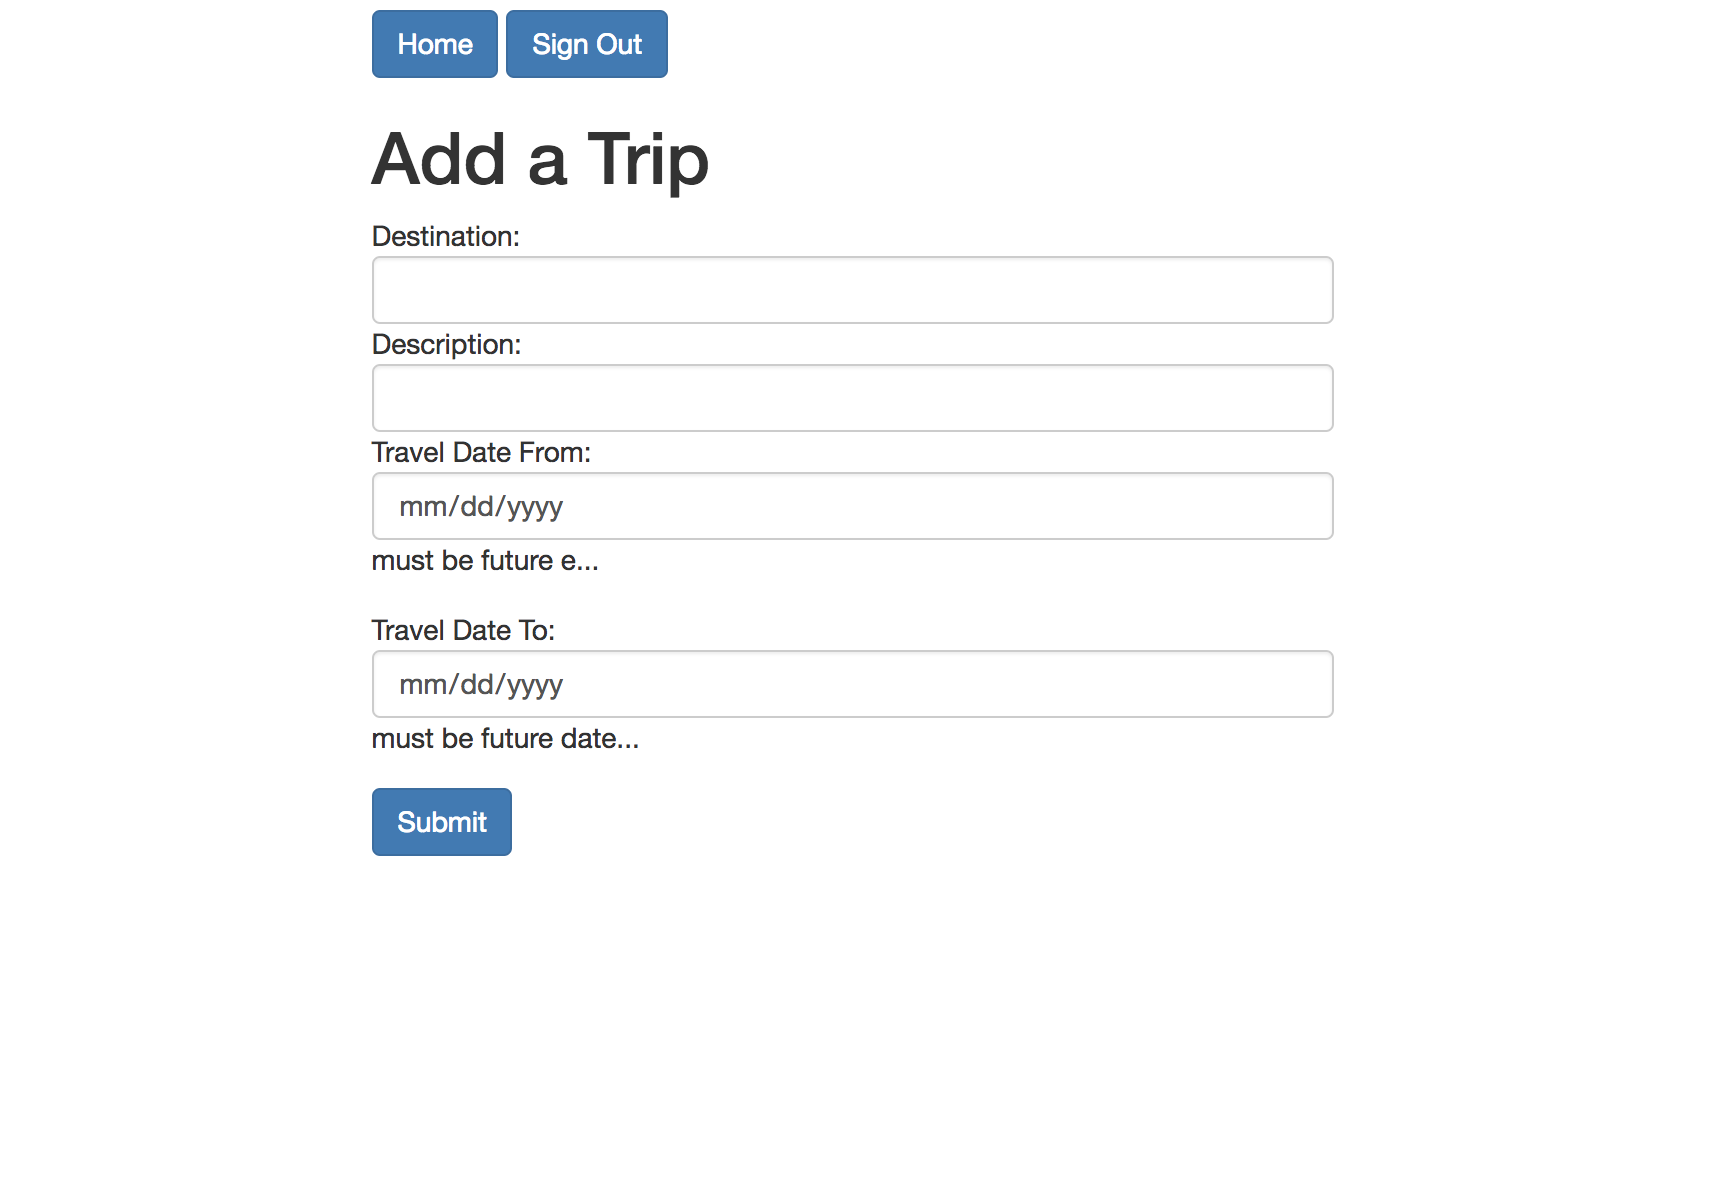 Home Sign Out
Add a Trip
Destination:
Description:
Travel Date From:
mm/dd/yyyy
must be future e...
Travel Date To:
mm/dd/yyyy
must be future date...
Submit